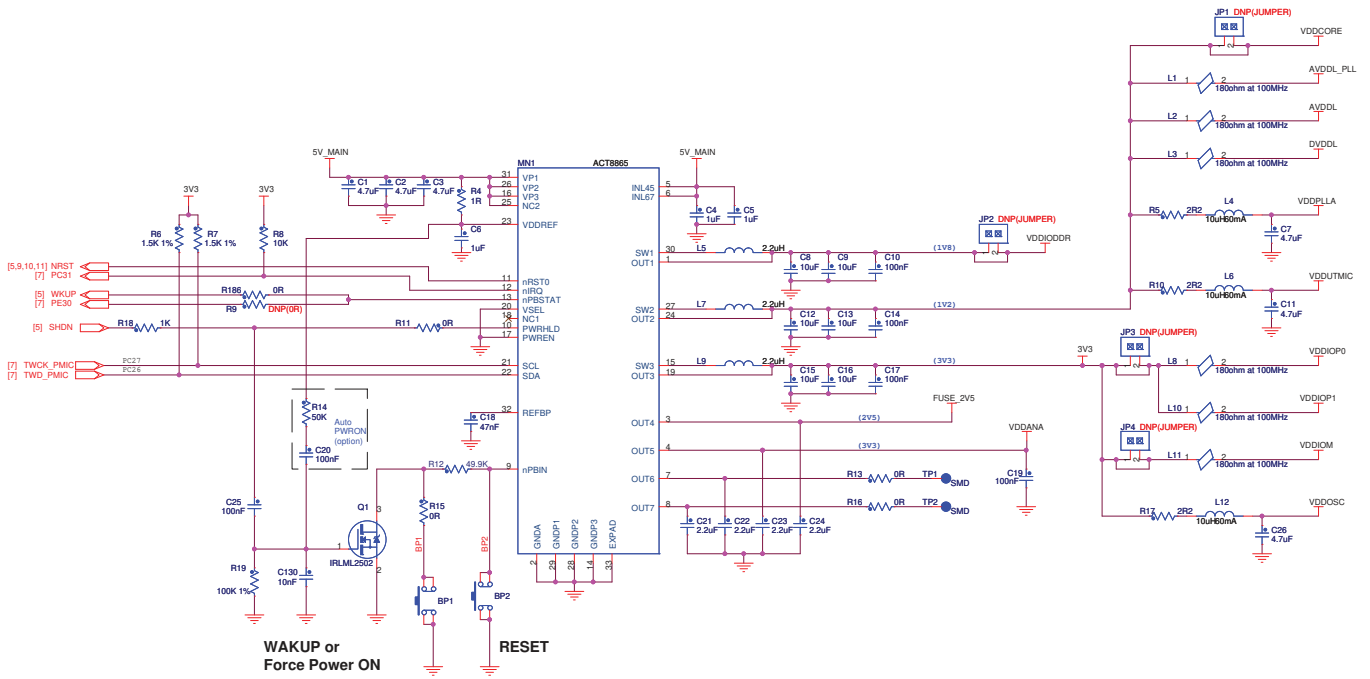 JP1 DNP(JUMPER)
1 2
VDDCORE
L1 1 2 180ohm at 100MHz
AVDDL_PLL
L2 1 2 180ohm at 100MHz
AVDDL
L3 1 2 180ohm at 100MHz
DVDDL
R5 2R2
L4
10uH60mA
VDDPLLA
C7
4.7uF
R10 2R2
L6
10uH60mA
VDDUTMIC
C11
4.7uF
5V_MAIN
C1
4.7uF
C2
4.7uF
C3
4.7uF
R4
1R
C6
1uF
3V3
3V3
R6
1.5K 1%
R7
1.5K 1%
R8
10K
[5,9,10,11] NRST
[7] PC31
[5] WKUP
[7] PE30
R186 0R
R9 DNP(0R)
[5] SHDN
R18 1K
R11 0R
[7] TWCK_PMIC
PC27
[7] TWD_PMIC
PC26
MN1 ACT8865
31 VP1
26 VP2
16 VP3
25 NC2
23 VDDREF
11 nRST0
12 nIRQ
13 nPBSTAT
20 VSEL
18 NC1
10 PWRHLD
17 PWREN
21 SCL
22 SDA
32 REFBP
9 nPBIN
GNDA
GNDP1
GNDP2
GNDP3
EXPAD
2
29
28
14
33
INL45 5
INL67 6
SW1 30
OUT1 1
SW2 27
OUT2 24
SW3 15
OUT3 19
OUT4 3
OUT5 4
OUT6 7
OUT7 8
5V_MAIN
C4
1uF
C5
1uF
L5 2.2uH
(1V8)
C8
10uF
C9
10uF
C10
100nF
JP2 DNP(JUMPER)
1 2
VDDIODDR
L7 2.2uH
(1V2)
C12
10uF
C13
10uF
C14
100nF
L9 2.2uH
(3V3)
C15
10uF
C16
10uF
C17
100nF
3V3
JP3 DNP(JUMPER)
1 2
L8 1 2 180ohm at 100MHz
VDDIOP0
L10 1 2 180ohm at 100MHz
VDDIOP1
JP4 DNP(JUMPER)
1 2
L11 1 2 180ohm at 100MHz
VDDIOM
R17 2R2
L12
10uH60mA
VDDOSC
C26
4.7uF
FUSE_2V5
(2V5)
VDDANA
(3V3)
C19
100nF
R13 0R
TP1
SMD
R16 0R
TP2
SMD
C21
2.2uF
C22
2.2uF
C23
2.2uF
C24
2.2uF
R14
50K
Auto
PWRON
(option)
C20
100nF
C18
47nF
R12 49.9K
C25
100nF
Q1
3
1
2
IRLML2502
R15
0R
BP1
BP2
R19
100K 1%
C130
10nF
BP1
BP2
WAKUP or
Force Power ON
RESET